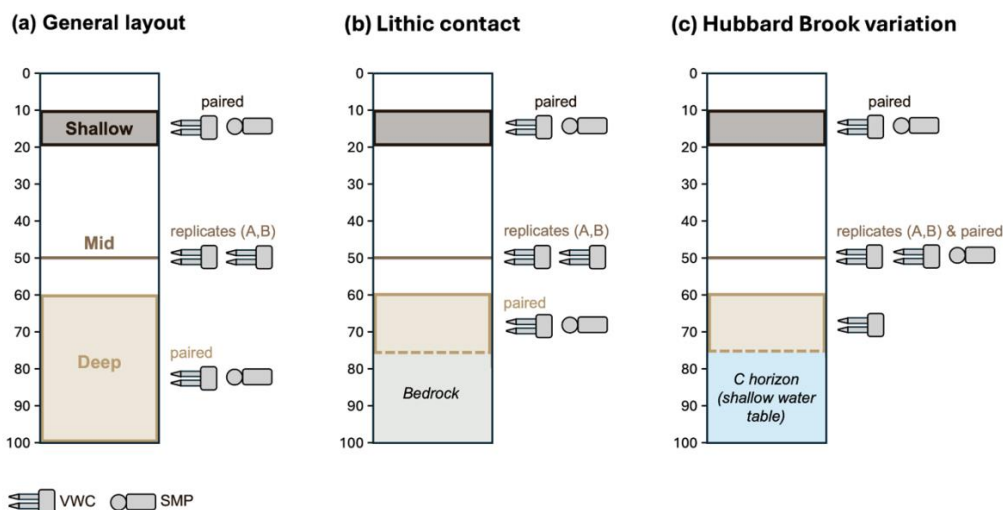 (a) General layout
(b) Lithic contact
(c) Hubbard Brook variation
0
10
20
30
40
50
60
70
80
90
100
Shallow
Mid
Deep
paired
replicates (A,B)
paired
0
10
20
30
40
50
60
70
80
90
100
Bedrock
paired
replicates (A,B)
paired
0
10
20
30
40
50
60
70
80
90
100
C horizon
(shallow water
table)
paired
replicates (A,B) & paired
VWC
SMP